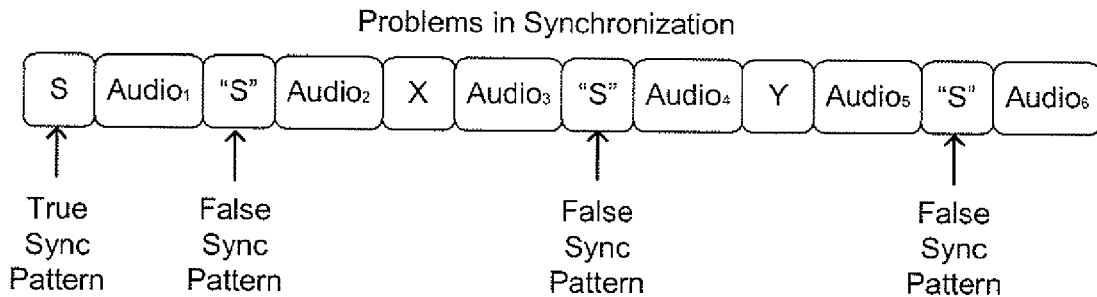 Problems in Synchronization
S Audio₁ "S" Audio₂ X Audio₃ "S" Audio₄ Y Audio₅ "S" Audio₆
True
Sync
Pattern
False
Sync
Pattern
False
Sync
Pattern
False
Sync
Pattern